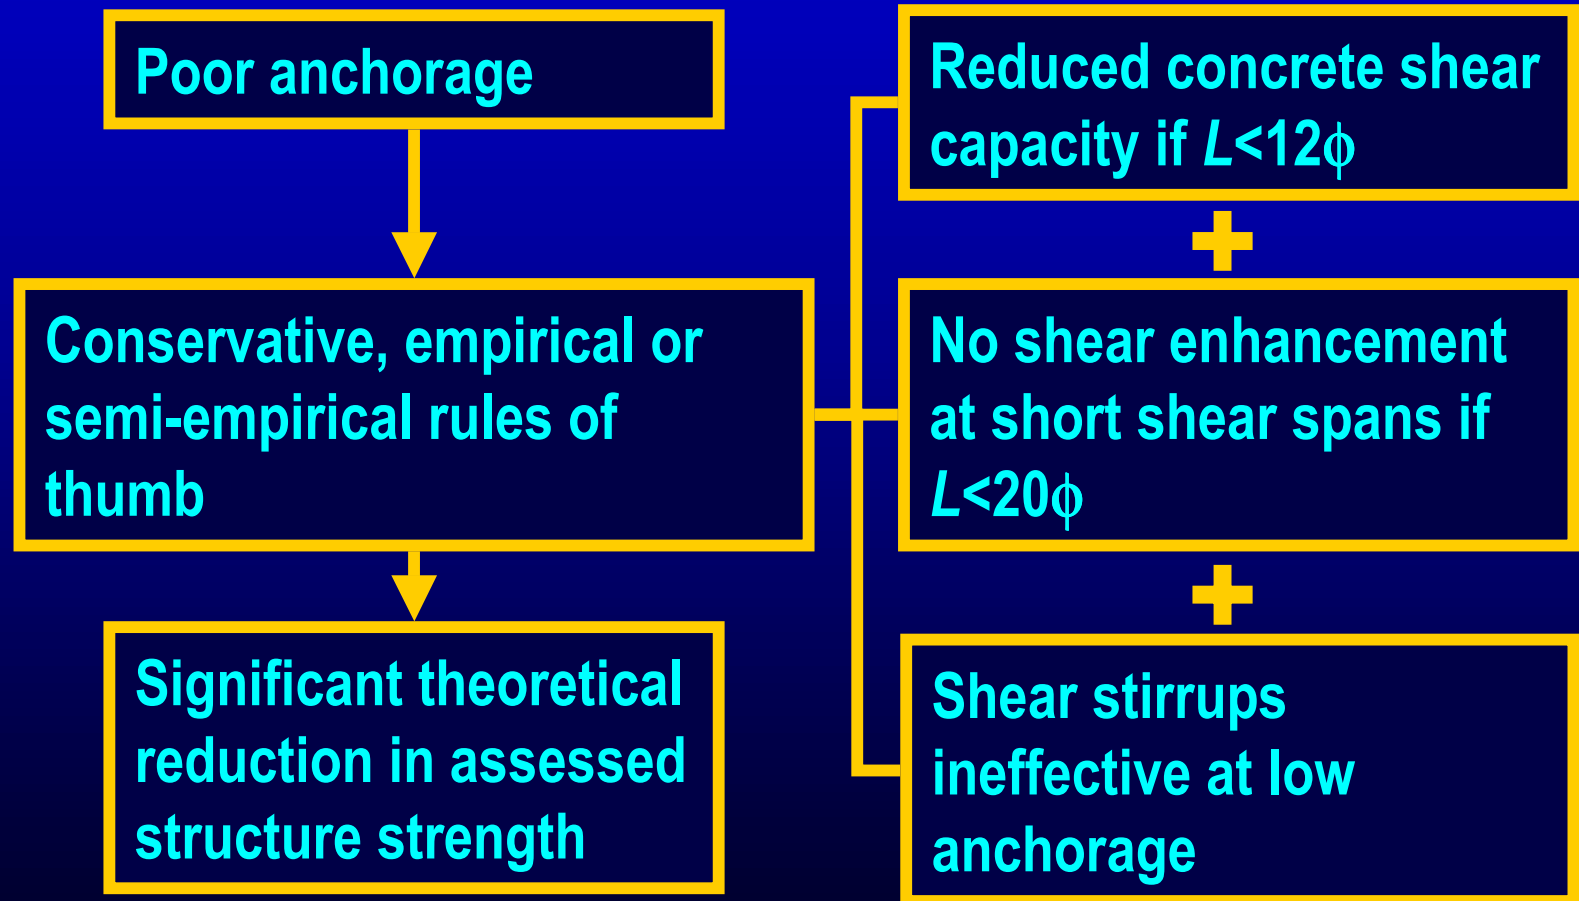 Poor anchorage
Conservative, empirical or
semi-empirical rules of
thumb
Significant theoretical
reduction in assessed
structure strength
Reduced concrete shear
capacity if L<12ϕ
+
No shear enhancement
at short shear spans if
L<20ϕ
+
Shear stirrups
ineffective at low
anchorage